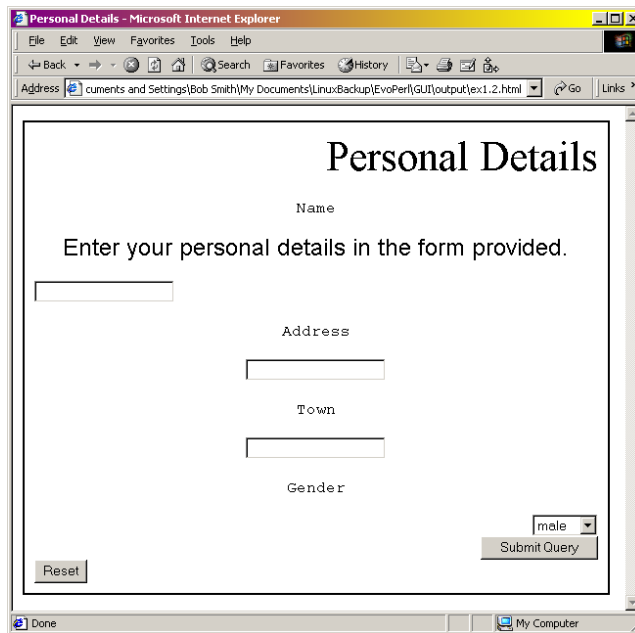 Personal Details - Microsoft Internet Explorer
File Edit View Favorites Tools Help
Back Search Favorites History
Address cuments and Settings\Bob Smith\My Documents\LinuxBackup\EvoPerl\GUI\output\ex1.2.html Go Links
Personal Details
Name
Enter your personal details in the form provided.
Address
Town
Gender
male
Submit Query
Reset
Done My Computer